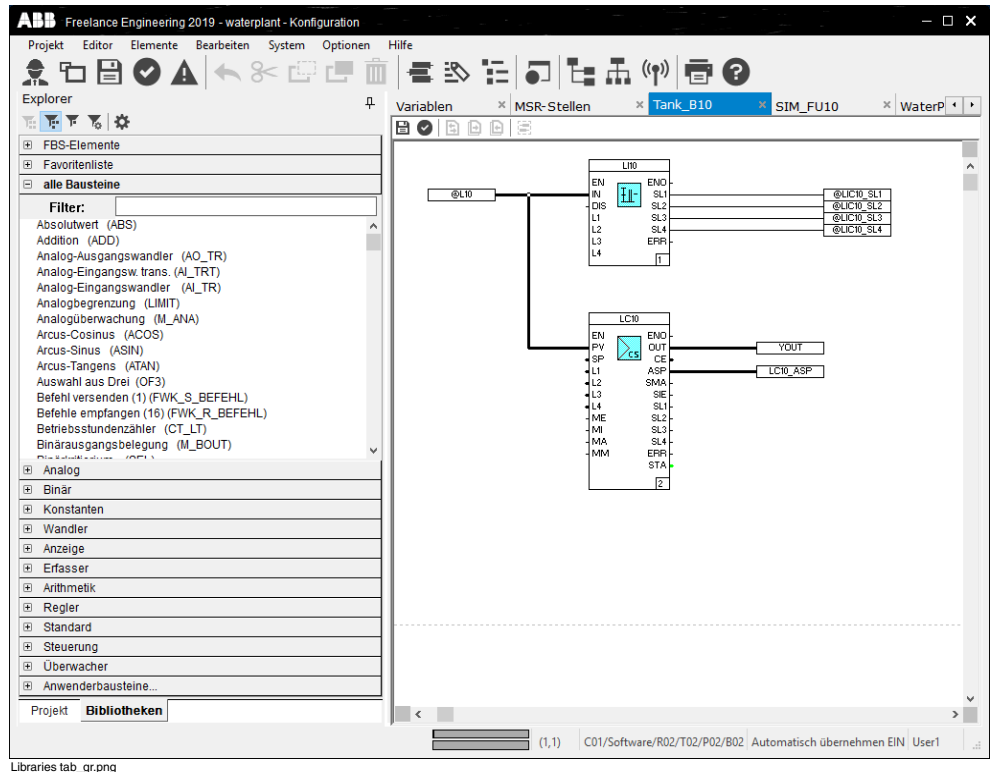 ABB Freelance Engineering 2019 - waterplant - Konfiguration
Projekt Editor Elemente Bearbeiten System Optionen Hilfe
Explorer
FBS-Elemente
Favoritenliste
alle Bausteine
Filter:
Absolutwert (ABS)
Addition (ADD)
Analog-Ausgangswandler (AO_TR)
Analog-Eingangsw. trans. (AI_TRT)
Analog-Eingangswandler (AI_TR)
Analogbegrenzung (LIMIT)
Analogüberwachung (M_ANA)
Arcus-Cosinus (ACOS)
Arcus-Sinus (ASIN)
Arcus-Tangens (ATAN)
Auswahl aus Drei (OF3)
Befehl versenden (1) (FWK_S_BEFEHL)
Befehle empfangen (16) (FWK_R_BEFEHL)
Betriebsstundenzähler (CT_LT)
Binärausgangsbelegung (M_BOUT)
Analog
Binär
Konstanten
Wandler
Anzeige
Erfasser
Arithmetik
Regler
Standard
Steuerung
Überwacher
Anwenderbausteine...
Projekt Bibliotheken
Variablen MSR-Stellen Tank_B10 SIM_FU10 WaterP
@L10
LI10
EN ENO
IN SL1
DIS SL2
L1 SL3
L2 SL4
L3 ERR
L4
1
@LIC10_SL1
@LIC10_SL2
@LIC10_SL3
@LIC10_SL4
LC10
EN ENO
PV CS OUT
SP CE
L1 ASP
L2 SMA
L3 SIE
L4 SL1
ME SL2
MI SL3
MA SL4
MM ERR
STA
2
YOUT
LC10_ASP
(1,1) C01/Software/R02/T02/P02/B02 Automatisch übernehmen EIN User1
Libraries tab_gr.png